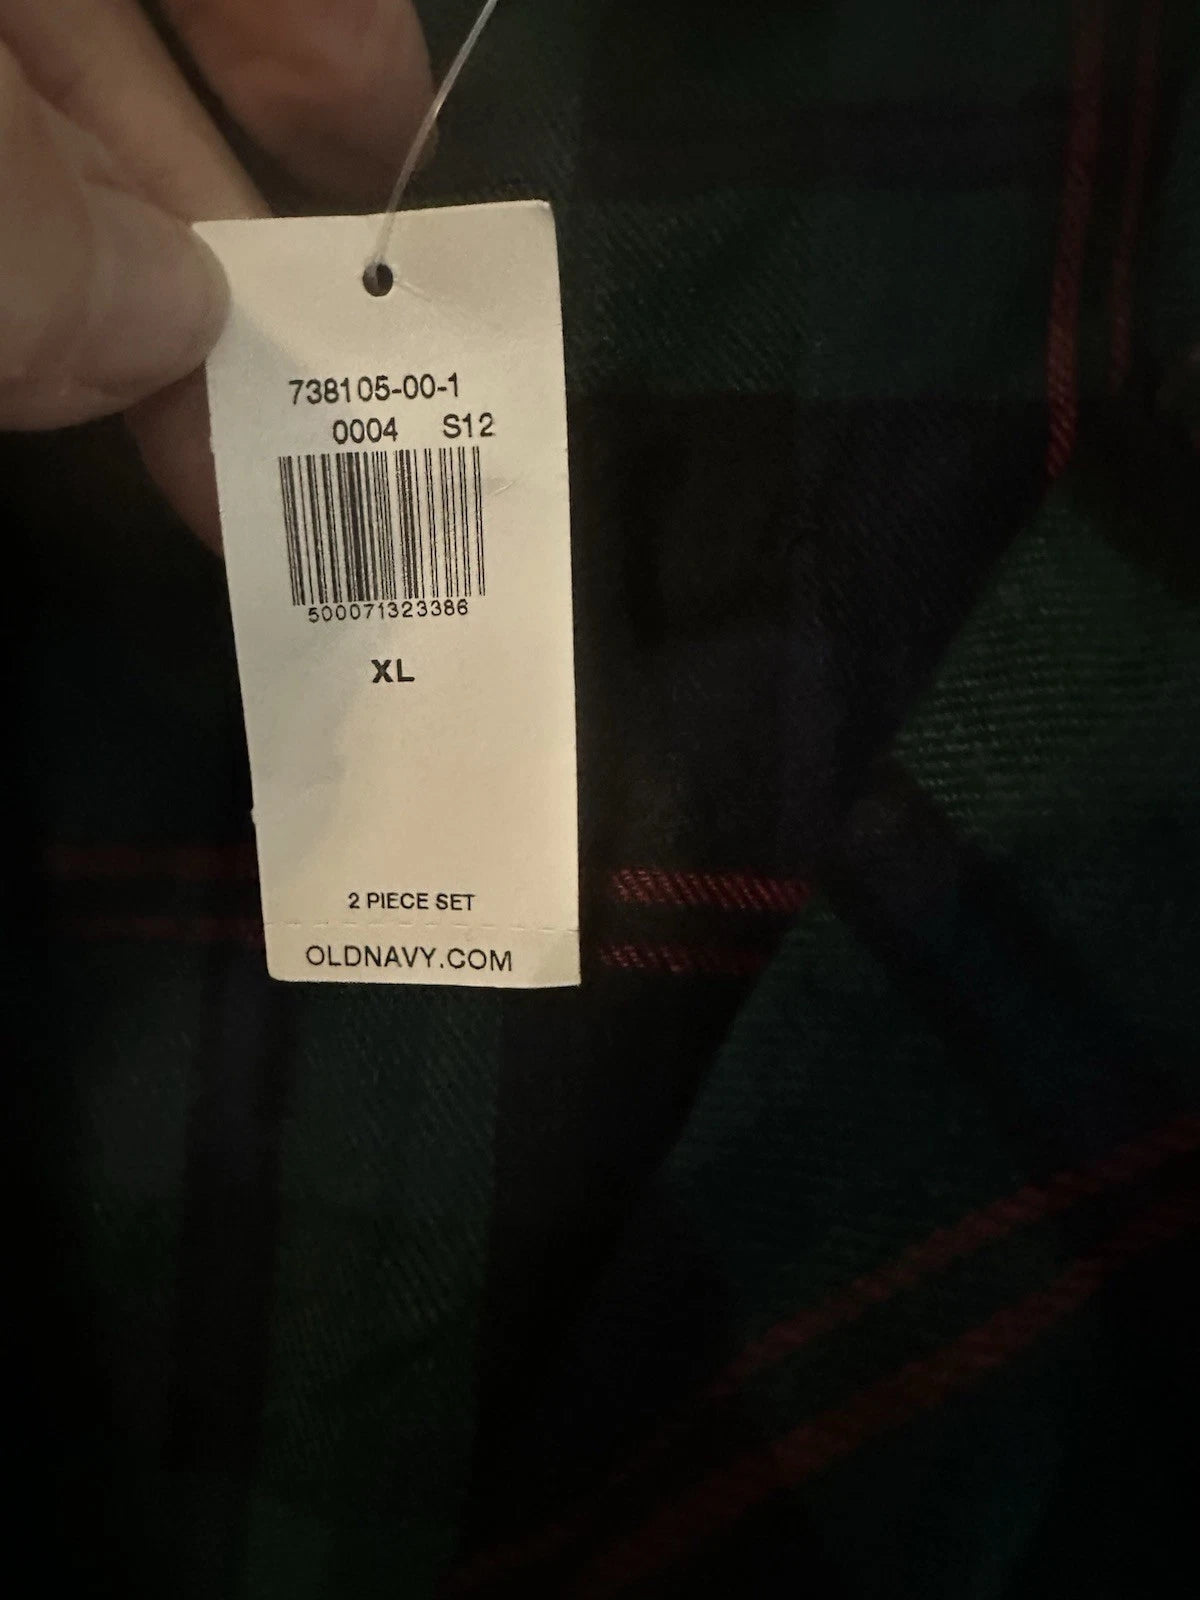 738105-00-1
0004 S12
500071323386
XL
2 PIECE SET
OLDNAVY.COM